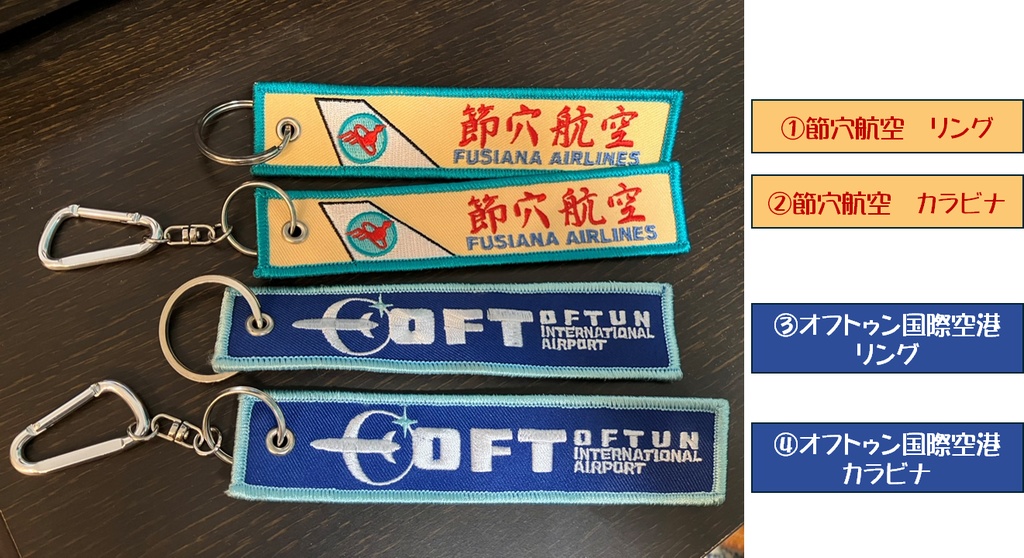 節穴航空
FUSIANA AIRLINES
節穴航空
FUSIANA AIRLINES
OFT
OFTUN
INTERNATIONAL
AIRPORT
OFT
OFTUN
INTERNATIONAL
AIRPORT
①節穴航空　リング
②節穴航空　カラビナ
③オフトゥン国際空港
リング
④オフトゥン国際空港
カラビナ